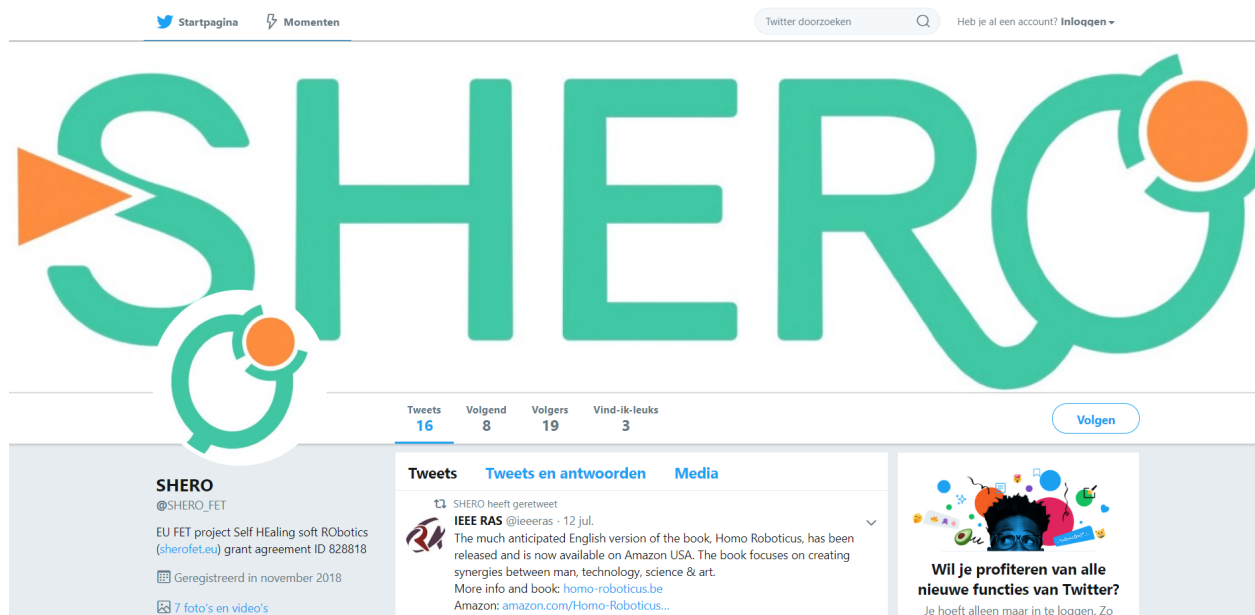 Startpagina
Momenten
Twitter doorzoeken
Heb je al een account? Inloggen
SHERO
Tweets
16
Volgend
8
Volgers
19
Vind-ik-leuks
3
Volgen
SHERO
@SHERO_FET
EU FET project Self HEaling soft RObotics
(sherofet.eu) grant agreement ID 828818
Geregistreerd in november 2018
7 foto's en video's
Tweets
Tweets en antwoorden
Media
SHERO heeft geretweet
IEEE RAS @ieeeras · 12 jul.
The much anticipated English version of the book, Homo Roboticus, has been
released and is now available on Amazon USA. The book focuses on creating
synergies between man, technology, science & art.
More info and book: homo-roboticus.be
Amazon: amazon.com/Homo-Roboticus...
Wil je profiteren van alle
nieuwe functies van Twitter?
Je hoeft alleen maar in te loggen. Zo